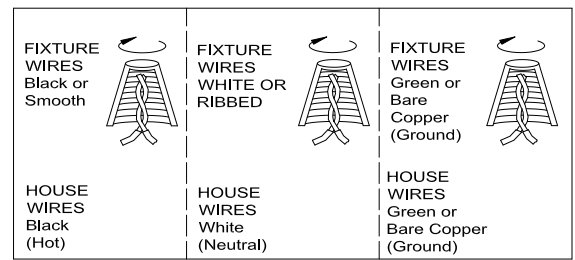 FIXTURE
WIRES
Black or
Smooth
HOUSE
WIRES
Black
(Hot)
FIXTURE
WIRES
WHITE OR
RIBBED
HOUSE
WIRES
White
(Neutral)
FIXTURE
WIRES
Green or
Bare
Copper
(Ground)
HOUSE
WIRES
Green or
Bare Copper
(Ground)